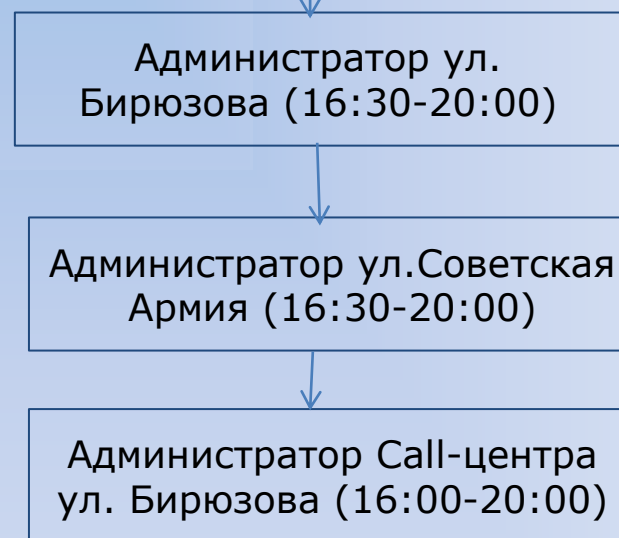 Администратор ул.
Бирюзова (16:30-20:00)
Администратор ул.Советская
Армия (16:30-20:00)
Администратор Call-центра
ул. Бирюзова (16:00-20:00)